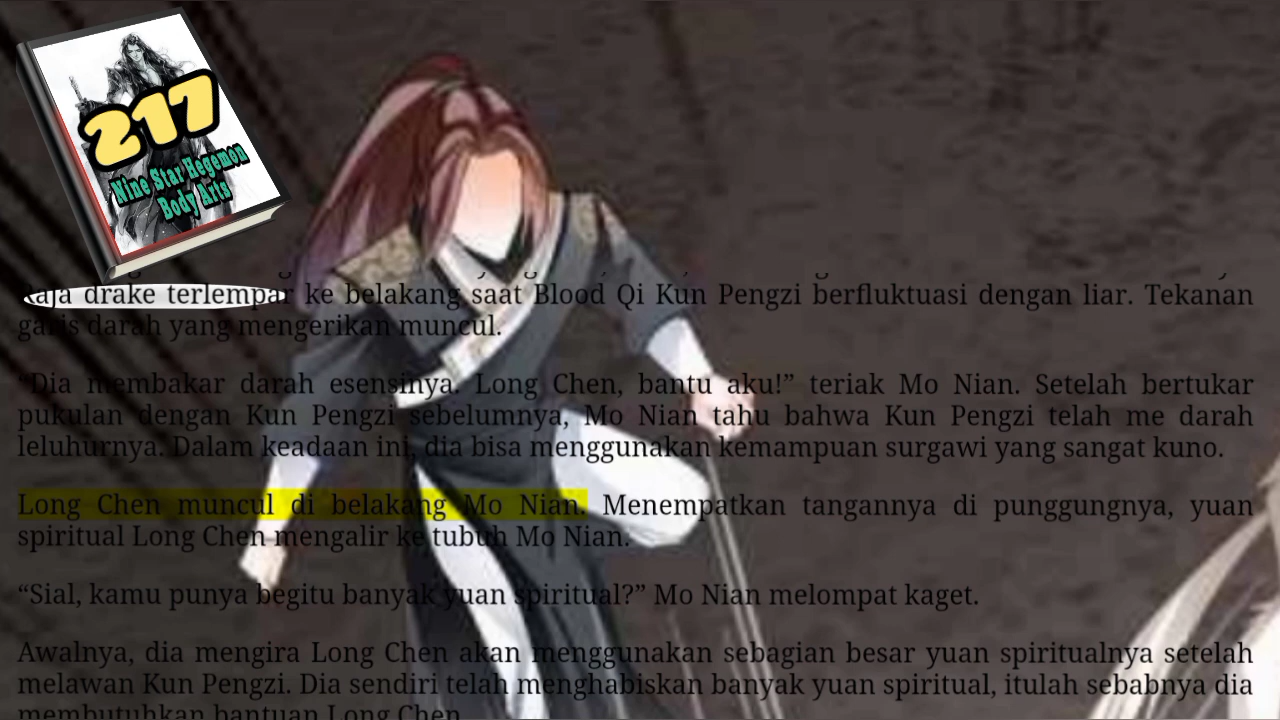 217
Nine Star Hegemon
Body Arts
raja drake terlempar ke belakang saat Blood Qi Kun Pengzi berfluktuasi dengan liar. Tekanan
garis darah yang mengerikan muncul.
“Dia membakar darah esensinya. Long Chen, bantu aku!” teriak Mo Nian. Setelah bertukar
pukulan dengan Kun Pengzi sebelumnya, Mo Nian tahu bahwa Kun Pengzi telah me darah
leluhurnya. Dalam keadaan ini, dia bisa menggunakan kemampuan surgawi yang sangat kuno.
Long Chen muncul di belakang Mo Nian. Menempatkan tangannya di punggungnya, yuan
spiritual Long Chen mengalir ke tubuh Mo Nian.
“Sial, kamu punya begitu banyak yuan spiritual?” Mo Nian melompat kaget.
Awalnya, dia mengira Long Chen akan menggunakan sebagian besar yuan spiritualnya setelah
melawan Kun Pengzi. Dia sendiri telah menghabiskan banyak yuan spiritual, itulah sebabnya dia
membutuhkan bantuan Long Chen.